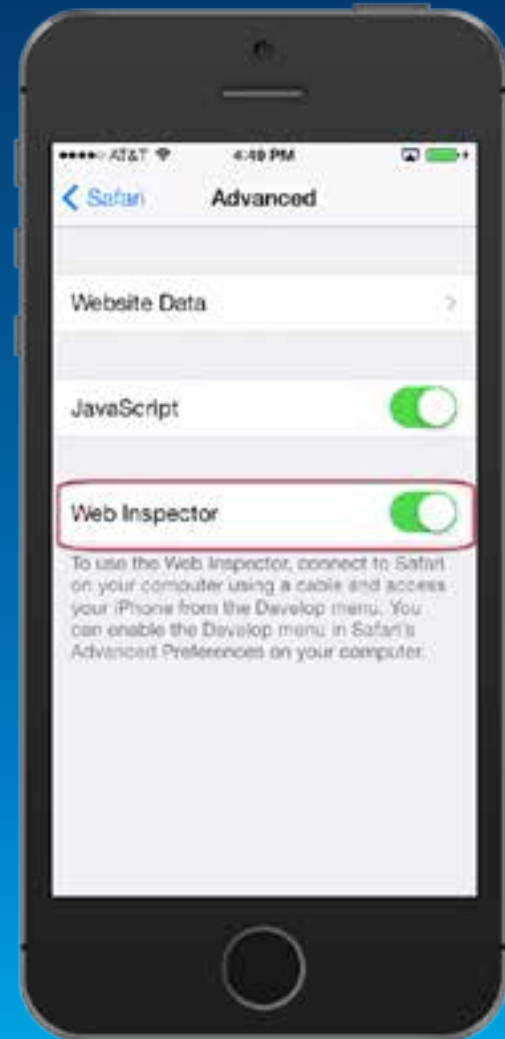 AT&T 4:49 PM
Safari Advanced
Website Data
JavaScript
Web Inspector
To use the Web Inspector, connect to Safari
on your computer using a cable and access
your iPhone from the Develop menu. You
can enable the Develop menu in Safari's
Advanced Preferences on your computer.